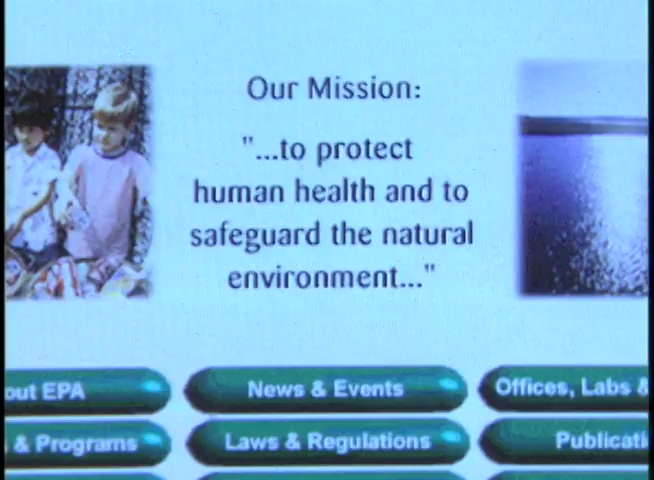 Our Mission:
"...to protect
human health and to
safeguard the natural
environment..."
out EPA
News & Events
Offices, Labs &
& Programs
Laws & Regulations
Publicati